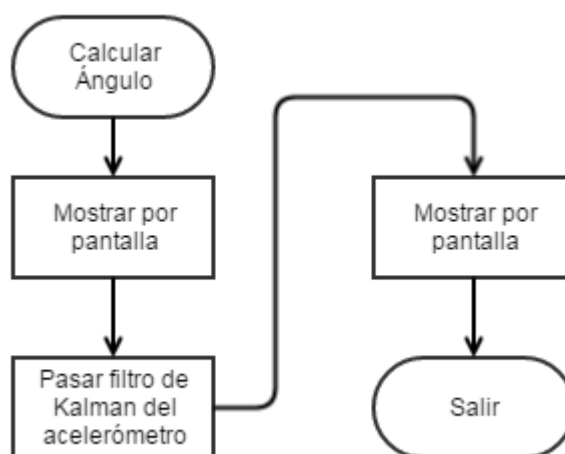 Calcular
Ángulo
Mostrar por
pantalla
Pasar filtro de
Kalman del
acelerómetro
Mostrar por
pantalla
Salir